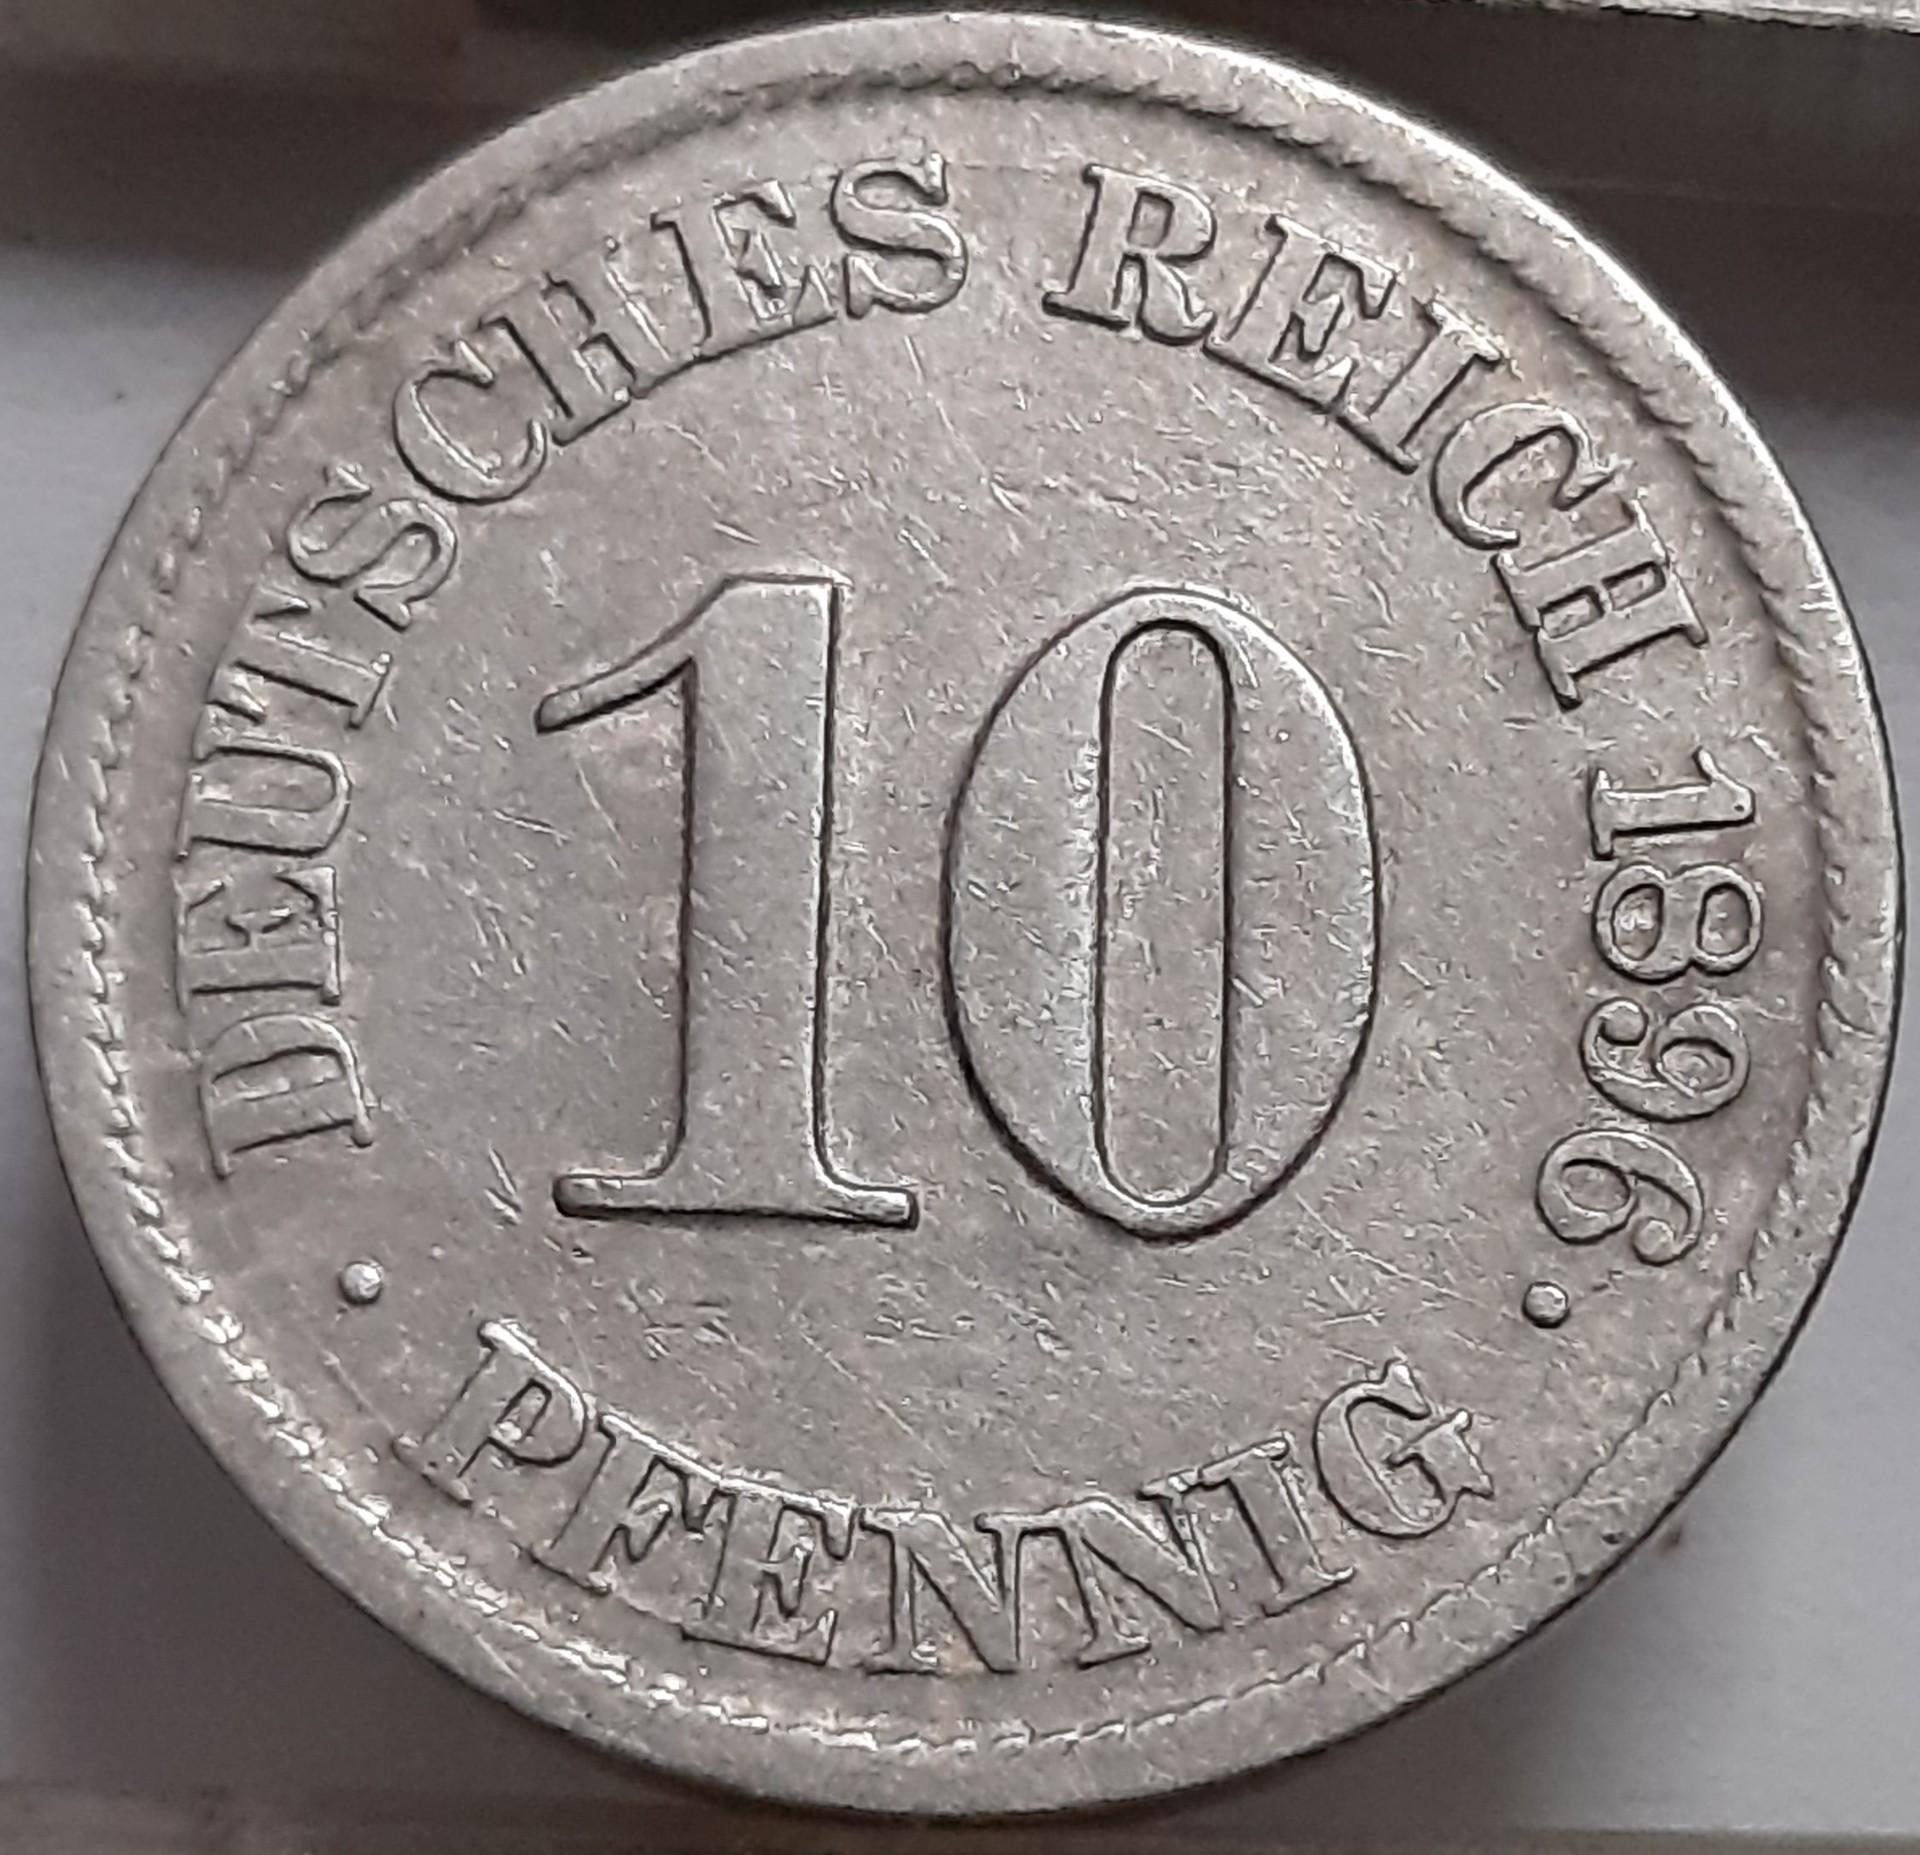 DEUTSCHES REICH 1896.
10
· PFENNIG